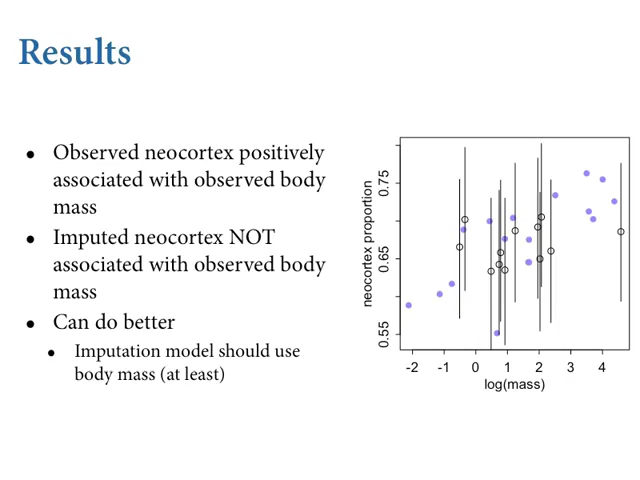 Results
• Observed neocortex positively
associated with observed body
mass
• Imputed neocortex NOT
associated with observed body
mass
• Can do better
• Imputation model should use
body mass (at least)
neocortex proportion
0.75
0.65
0.55
-2 -1 0 1 2 3 4
log(mass)